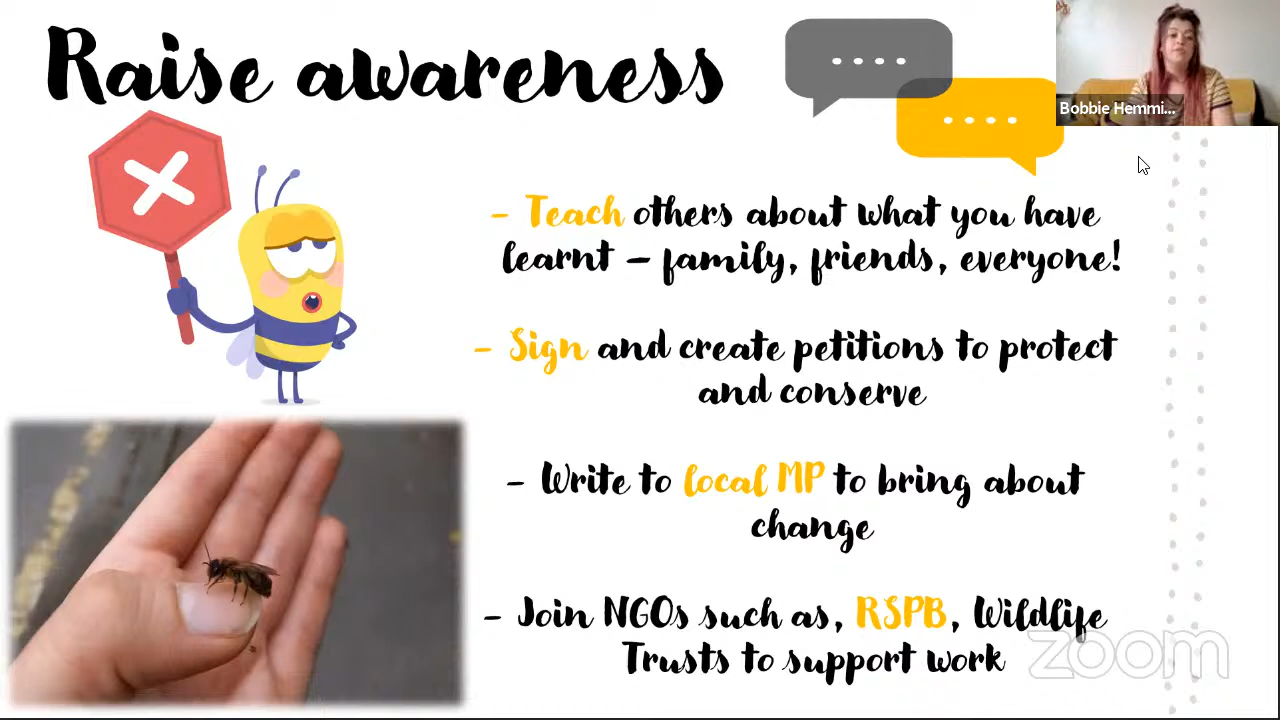 Raise awareness
Bobbie Hemmi...
- Teach others about what you have
learnt – family, friends, everyone!
- Sign and create petitions to protect
and conserve
- Write to local MP to bring about
change
- Join NGOs such as, RSPB, Wildlife
Trusts to support work
zoom